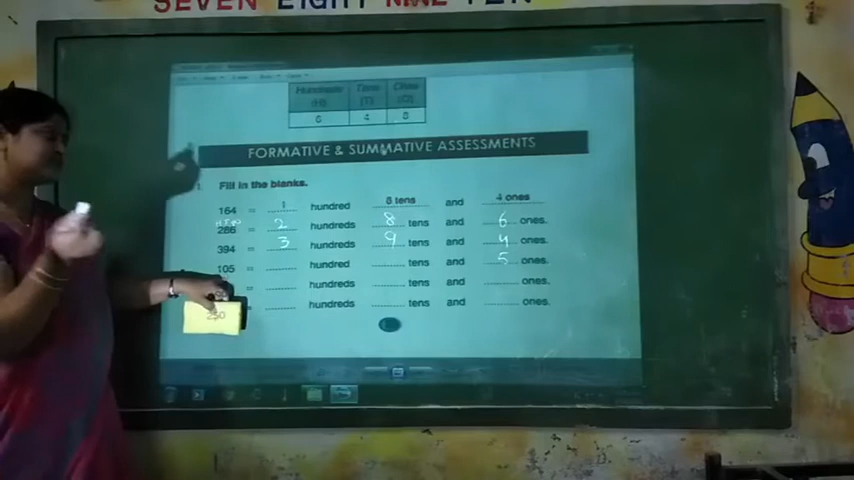 SEVEN EIGHT NINE TEN
Hundreds Tens Ones
(H) (T) (O)
6 4 8
FORMATIVE & SUMMATIVE ASSESSMENTS
1. Fill in the blanks.
164 = 1 hundred 6 tens and 4 ones
286 = 2 hundreds 8 tens and 6 ones.
394 = 3 hundreds 9 tens and 4 ones.
105 = hundred tens and 5 ones.
= hundreds tens and ones.
250 = hundreds tens and ones.